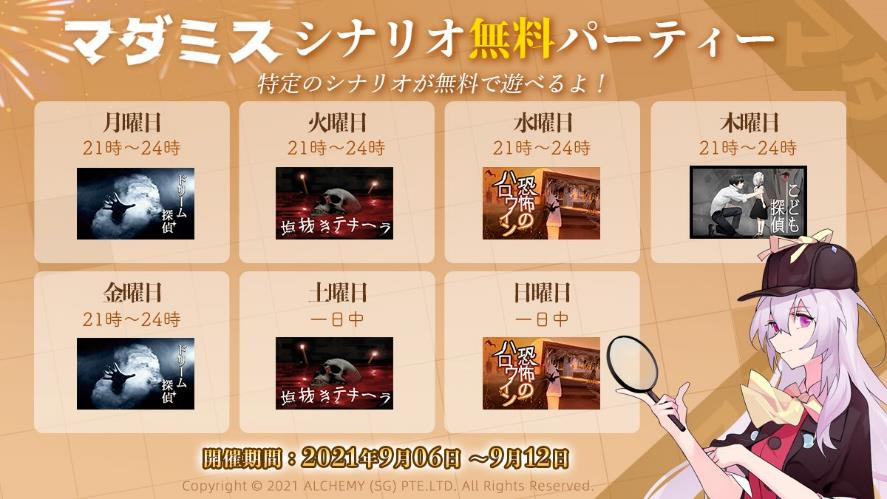 マダミスシナリオ無料パーティー
特定のシナリオが無料で遊べるよ！
月曜日
21時～24時
ドリーム探偵
火曜日
21時～24時
血抜きテキーラ
水曜日
21時～24時
恐怖のハロウィン
木曜日
21時～24時
こども探偵
金曜日
21時～24時
ドリーム探偵
土曜日
一日中
血抜きテキーラ
日曜日
一日中
恐怖のハロウィン
開催期間：2021年9月06日 ～9月12日
Copyright © 2021 ALCHEMY (SG) PTE.LTD. All Rights Reserved.